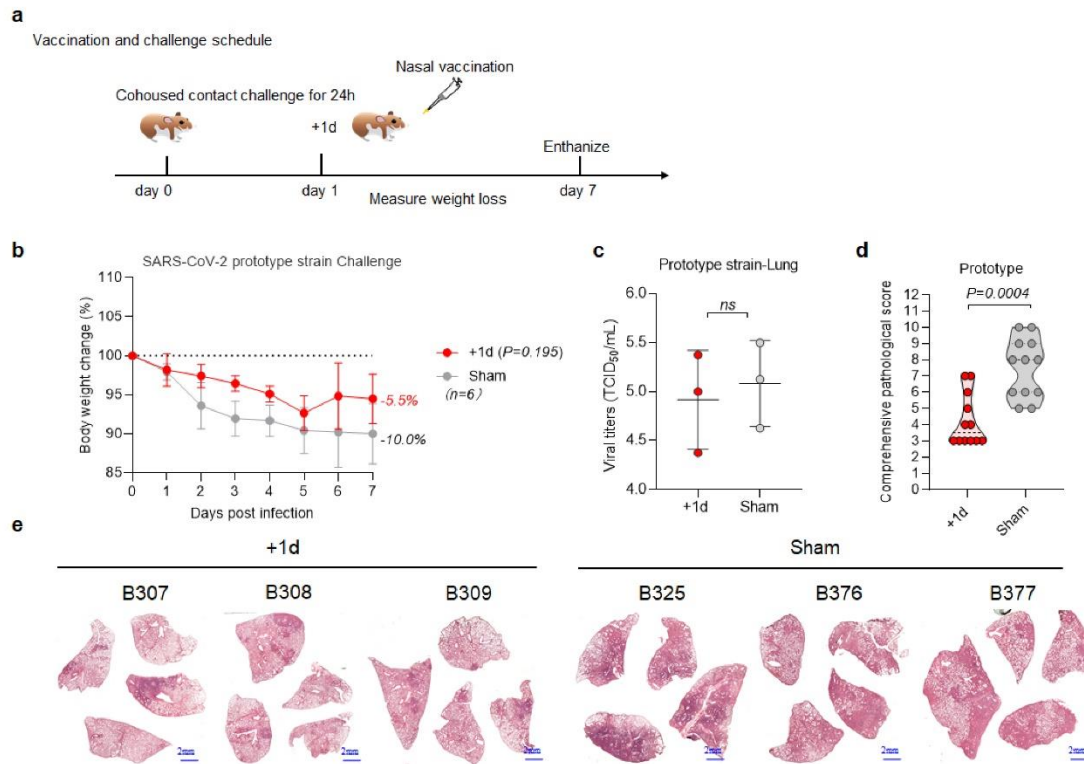 a
Vaccination and challenge schedule
Nasal vaccination
Cohoused contact challenge for 24h
+1d
Enthanize
day 0
day 1
Measure weight loss
day 7
b
SARS-CoV-2 prototype strain Challenge
Body weight change (%)
110
105
100
95
90
85
0 1 2 3 4 5 6 7
Days post infection
+1d (P=0.195)
Sham
(n=6)
-5.5%
-10.0%
c
Prototype strain-Lung
ns
Viral titers (TCID50/mL)
6.0
5.5
5.0
4.5
4.0
+1d Sham
d
Prototype
P=0.0004
Comprehensive pathological score
12
11
10
9
8
7
6
5
4
3
2
1
0
+1d Sham
e
+1d Sham
B307 B308 B309 B325 B376 B377
2mm 2mm 2mm 2mm 2mm 2mm